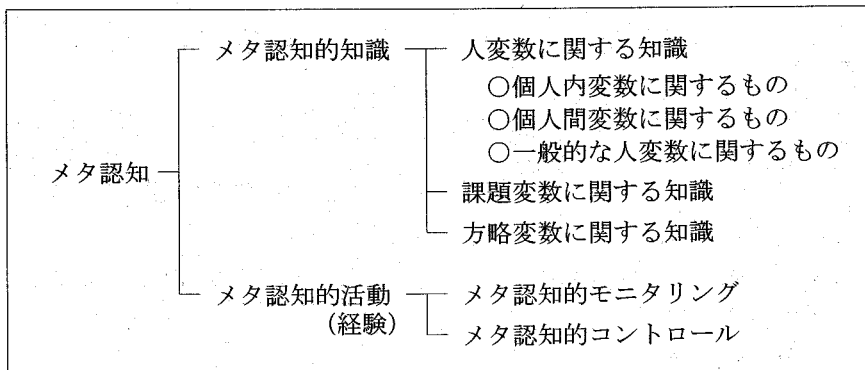 メタ認知的知識 人変数に関する知識
○個人内変数に関するもの
○個人間変数に関するもの
○一般的な人変数に関するもの
メタ認知
課題変数に関する知識
方略変数に関する知識
メタ認知的活動 メタ認知的モニタリング
(経験)
メタ認知的コントロール